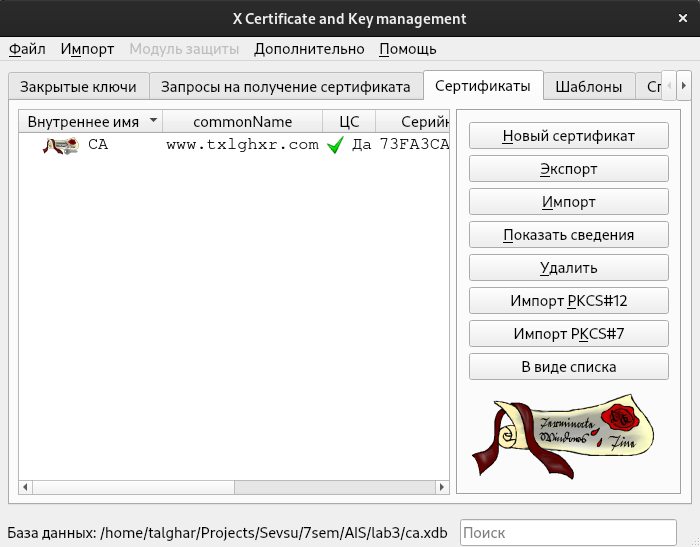 X Certificate and Key management
Файл Импорт Модуль защиты Дополнительно Помощь
Закрытые ключи Запросы на получение сертификата Сертификаты Шаблоны Сп
Внутреннее имя commonName ЦС Серийн
CA www.txlghxr.com Да 73FA3CA
Новый сертификат
Экспорт
Импорт
Показать сведения
Удалить
Импорт PKCS#12
Импорт PKCS#7
В виде списка
Terminate
Windows Fine
База данных: /home/talghar/Projects/Sevsu/7sem/AIS/lab3/ca.xdb Поиск